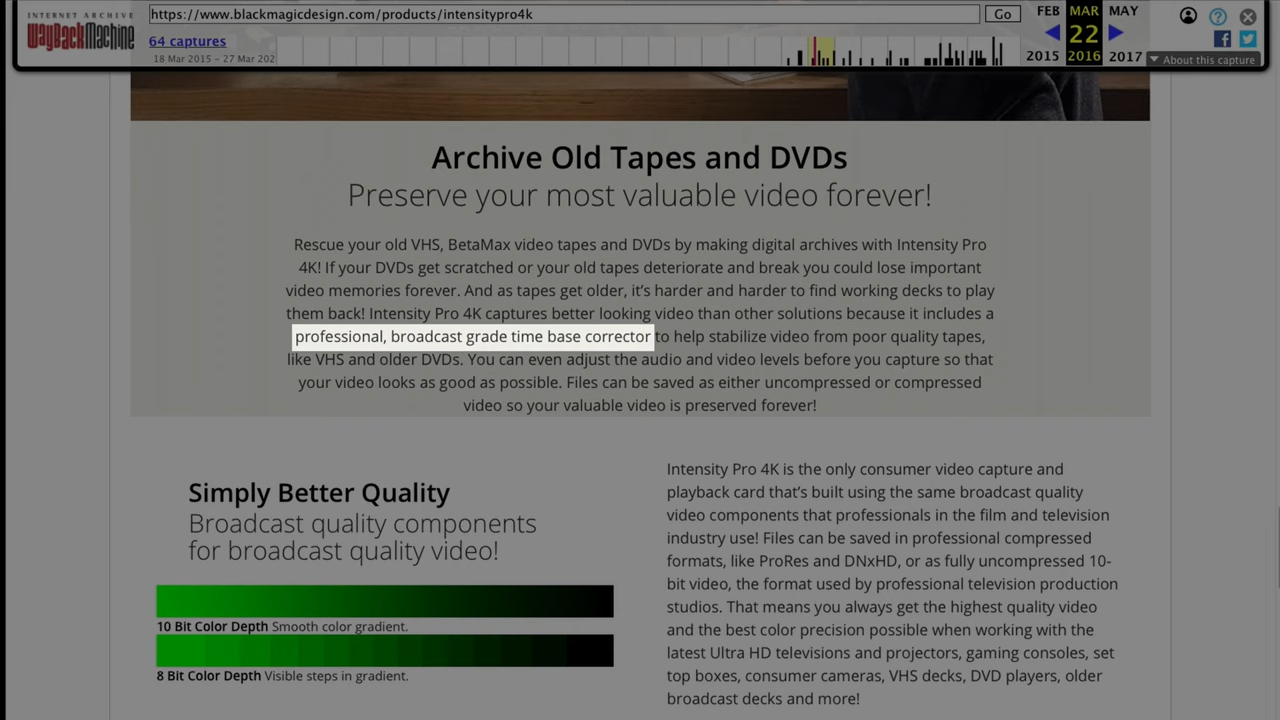 INTERNET ARCHIVE
WayBackMachine
https://www.blackmagicdesign.com/products/intensitypro4k
Go
FEB
MAR
MAY
64 captures
22
18 Mar 2015 – 27 Mar 202
2015
2016
2017
About this capture
Archive Old Tapes and DVDs
Preserve your most valuable video forever!
Rescue your old VHS, BetaMax video tapes and DVDs by making digital archives with Intensity Pro
4K! If your DVDs get scratched or your old tapes deteriorate and break you could lose important
video memories forever. And as tapes get older, it’s harder and harder to find working decks to play
them back! Intensity Pro 4K captures better looking video than other solutions because it includes a
professional, broadcast grade time base corrector to help stabilize video from poor quality tapes,
like VHS and older DVDs. You can even adjust the audio and video levels before you capture so that
your video looks as good as possible. Files can be saved as either uncompressed or compressed
video so your valuable video is preserved forever!
Simply Better Quality
Broadcast quality components
for broadcast quality video!
10 Bit Color Depth Smooth color gradient.
8 Bit Color Depth Visible steps in gradient.
Intensity Pro 4K is the only consumer video capture and
playback card that’s built using the same broadcast quality
video components that professionals in the film and television
industry use! Files can be saved in professional compressed
formats, like ProRes and DNxHD, or as fully uncompressed 10-
bit video, the format used by professional television production
studios. That means you always get the highest quality video
and the best color precision possible when working with the
latest Ultra HD televisions and projectors, gaming consoles, set
top boxes, consumer cameras, VHS decks, DVD players, older
broadcast decks and more!